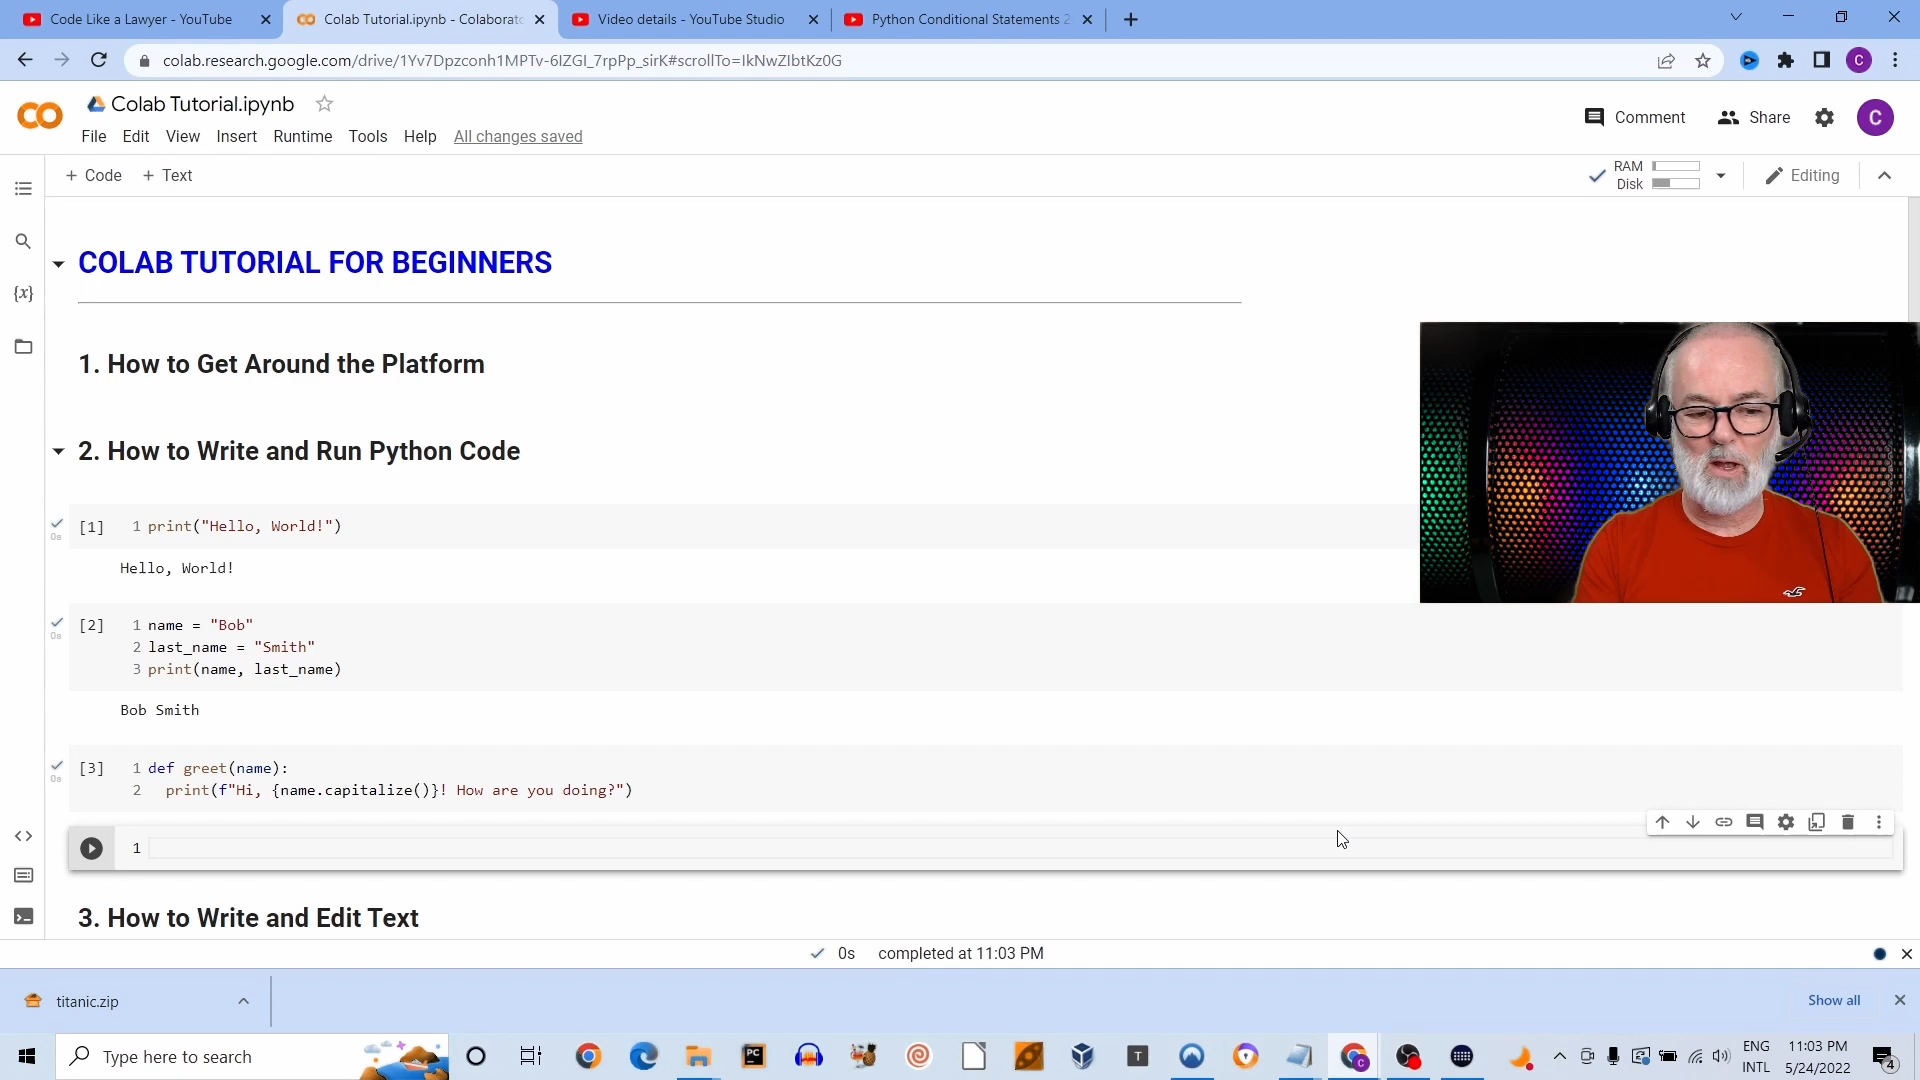 Code Like a Lawyer - YouTube
Colab Tutorial.ipynb - Colaborato
Video details - YouTube Studio
Python Conditional Statements 2
colab.research.google.com/drive/1Yv7Dpzconh1MPTv-6IZGI_7rpPp_sirK#scrollTo=IkNwZIbtKz0G
C
Colab Tutorial.ipynb
File Edit View Insert Runtime Tools Help All changes saved
Comment
Share
C
+ Code + Text
RAM
Disk
Editing
{x}
COLAB TUTORIAL FOR BEGINNERS
1. How to Get Around the Platform
2. How to Write and Run Python Code
0s
[1] 1 print("Hello, World!")
Hello, World!
0s
[2] 1 name = "Bob"
2 last_name = "Smith"
3 print(name, last_name)
Bob Smith
0s
[3] 1 def greet(name):
2 print(f"Hi, {name.capitalize()}! How are you doing?")
1
3. How to Write and Edit Text
0s completed at 11:03 PM
titanic.zip
Show all
Type here to search
PC
T
C
ENG
INTL
11:03 PM
5/24/2022
4